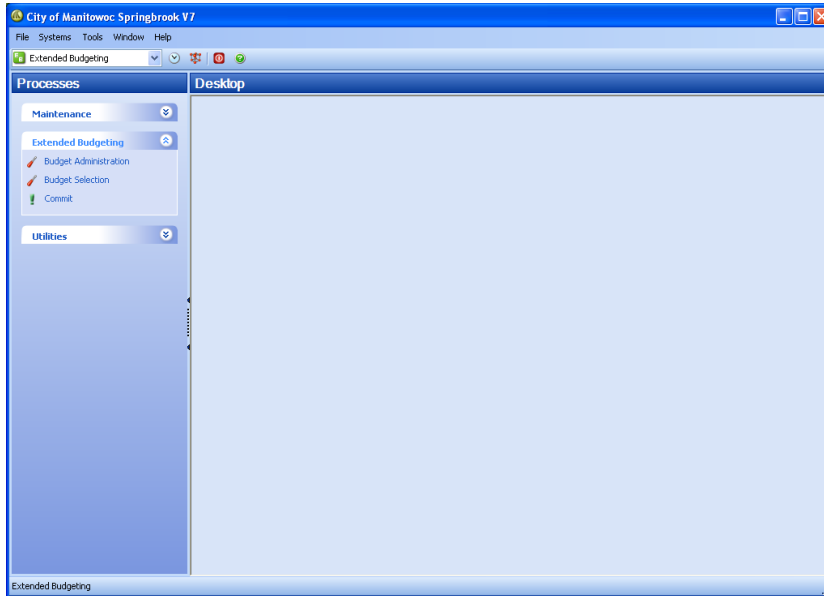 City of Manitowoc Springbrook V7
File Systems Tools Window Help
Extended Budgeting
Processes
Desktop
Maintenance
Extended Budgeting
Budget Administration
Budget Selection
Commit
Utilities
Extended Budgeting